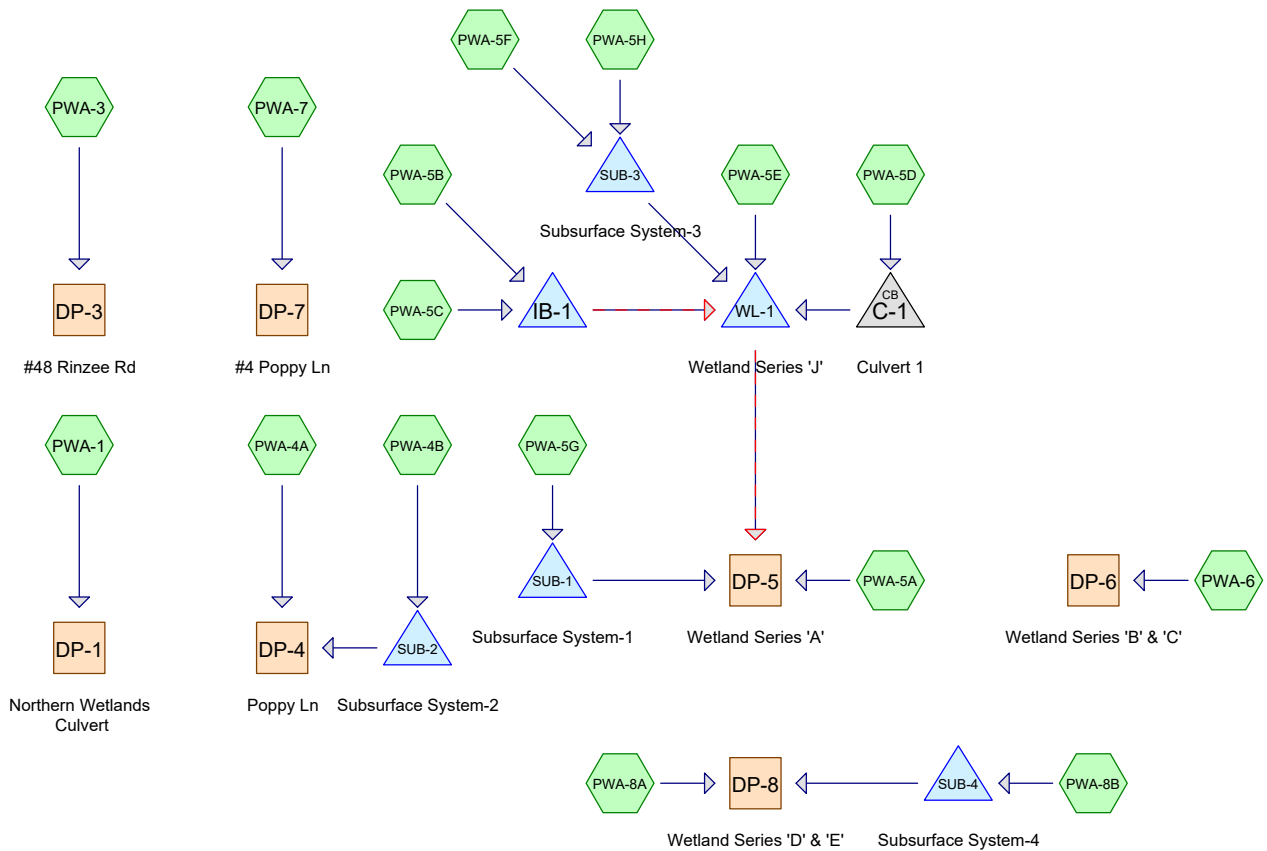 PWA-5F
PWA-5H
PWA-3
PWA-7
PWA-5B
SUB-3
PWA-5E
PWA-5D
Subsurface System-3
DP-3
DP-7
PWA-5C
IB-1
WL-1
CB
C-1
#48 Rinzee Rd
#4 Poppy Ln
Wetland Series 'J'
Culvert 1
PWA-1
PWA-4A
PWA-4B
PWA-5G
SUB-1
DP-5
PWA-5A
DP-6
PWA-6
Subsurface System-1
Wetland Series 'A'
Wetland Series 'B' & 'C'
DP-1
DP-4
SUB-2
Northern Wetlands
Culvert
Poppy Ln
Subsurface System-2
PWA-8A
DP-8
SUB-4
PWA-8B
Wetland Series 'D' & 'E'
Subsurface System-4